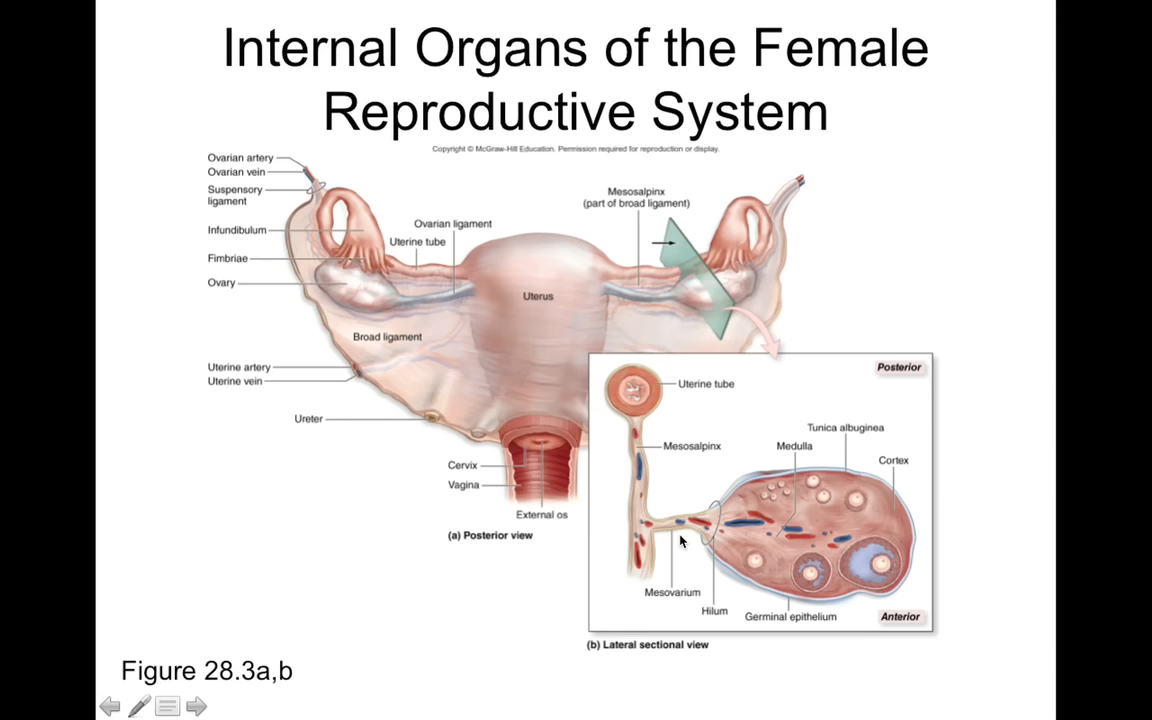 Internal Organs of the Female
Reproductive System
Copyright © McGraw-Hill Education. Permission required for reproduction or display.
Ovarian artery
Ovarian vein
Suspensory
ligament
Infundibulum
Fimbriae
Ovary
Ovarian ligament
Uterine tube
Mesosalpinx
(part of broad ligament)
Uterus
Broad ligament
Uterine artery
Uterine vein
Ureter
Cervix
Vagina
External os
(a) Posterior view
Posterior
Uterine tube
Tunica albuginea
Mesosalpinx
Medulla
Cortex
Mesovarium
Hilum
Germinal epithelium
Anterior
(b) Lateral sectional view
Figure 28.3a,b